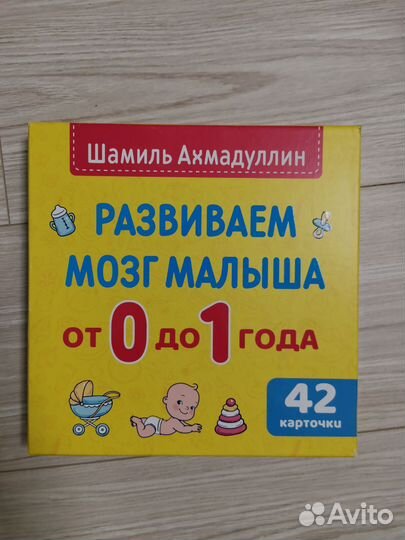 Шамиль Ахмадуллин
РАЗВИВАЕМ
МОЗГ МАЛЫША
ОТ 0 ДО 1 ГОДА
42
карточки
Avito